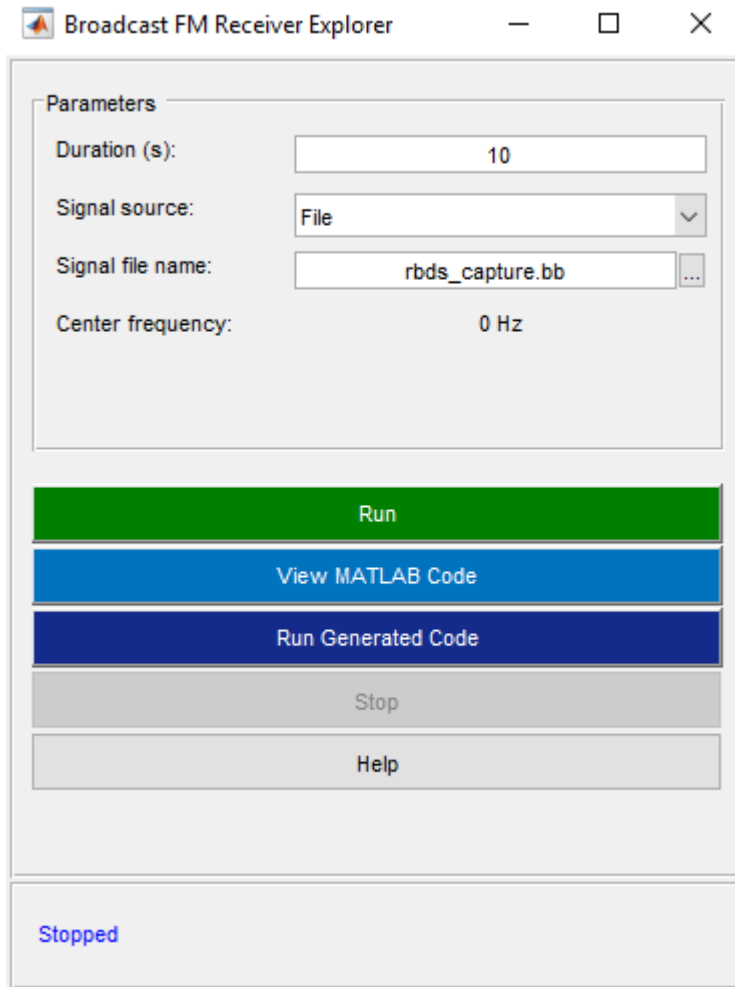 Broadcast FM Receiver Explorer
Parameters
Duration (s): 10
Signal source: File
Signal file name: rbds_capture.bb ...
Center frequency: 0 Hz
Run
View MATLAB Code
Run Generated Code
Stop
Help
Stopped